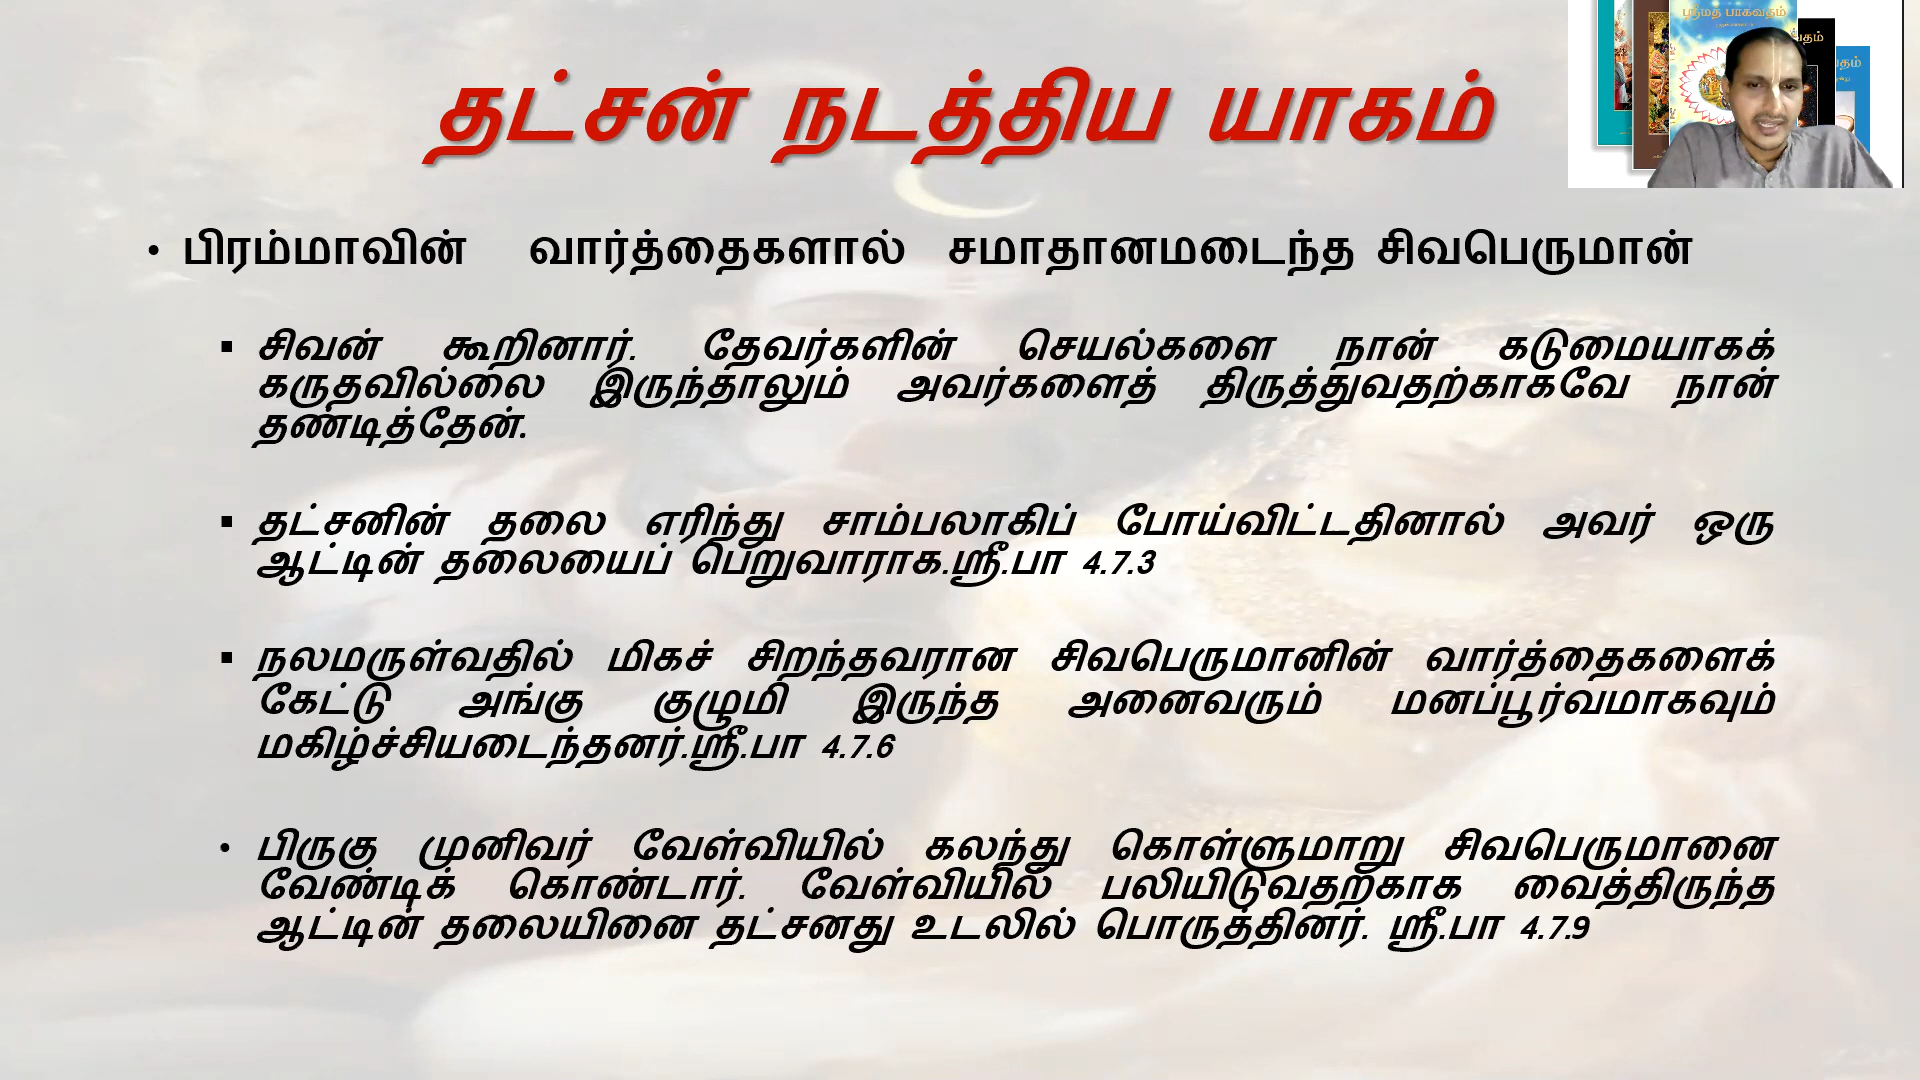 தட்சன் நடத்திய யாகம்
ஸ்ரீமத் பாகவதம்
• பிரம்மாவின் வார்த்தைகளால் சமாதானமடைந்த சிவபெருமான்
▪ சிவன் கூறினார். தேவர்களின் செயல்களை நான் கடுமையாகக்
கருதவில்லை இருந்தாலும் அவர்களைத் திருத்துவதற்காகவே நான்
தண்டித்தேன்.
▪ தட்சனின் தலை எரிந்து சாம்பலாகிப் போய்விட்டதினால் அவர் ஒரு
ஆட்டின் தலையைப் பெறுவாராக.ஸ்ரீ.பா 4.7.3
▪ நலமருள்வதில் மிகச் சிறந்தவரான சிவபெருமானின் வார்த்தைகளைக்
கேட்டு அங்கு குழுமி இருந்த அனைவரும் மனப்பூர்வமாகவும்
மகிழ்ச்சியடைந்தனர்.ஸ்ரீ.பா 4.7.6
• பிருகு முனிவர் வேள்வியில் கலந்து கொள்ளுமாறு சிவபெருமானை
வேண்டிக் கொண்டார். வேள்வியில் பலியிடுவதற்காக வைத்திருந்த
ஆட்டின் தலையினை தட்சனது உடலில் பொருத்தினர். ஸ்ரீ.பா 4.7.9